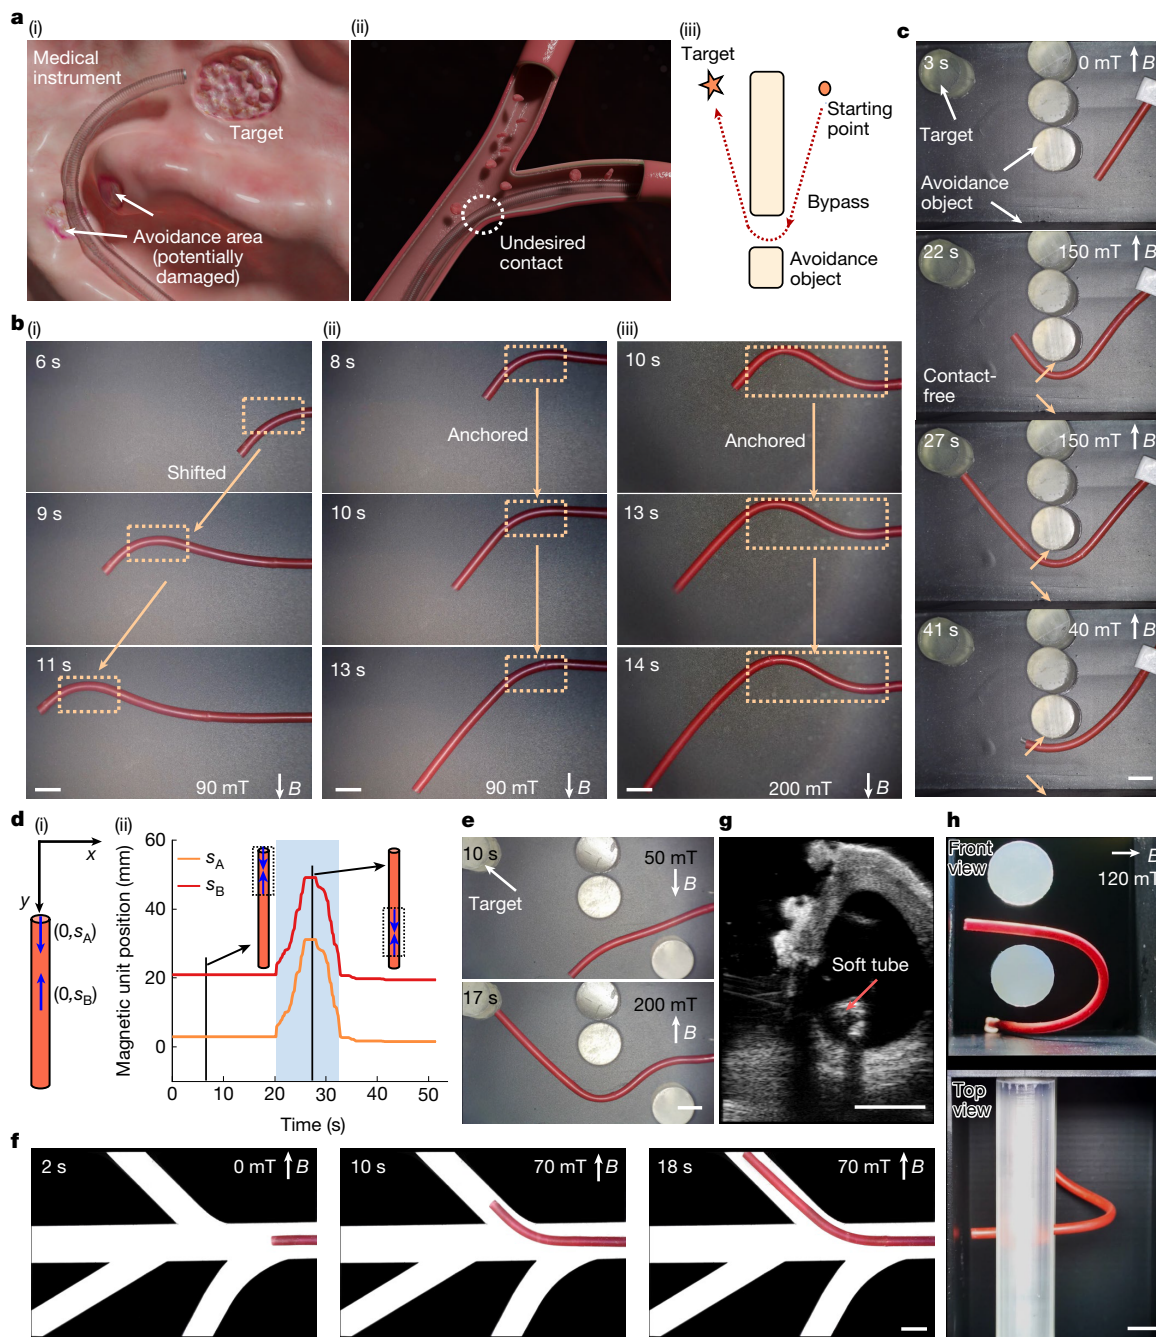 a
(i)
Medical
instrument
Target
Avoidance area
(potentially
damaged)
(ii)
Undesired
contact
(iii)
Target
Starting
point
Bypass
Avoidance
object
b
(i)
6 s
Shifted
9 s
11 s
90 mT
B
(ii)
8 s
Anchored
10 s
13 s
90 mT
B
(iii)
10 s
Anchored
13 s
14 s
200 mT
B
c
3 s
0 mT
B
Target
Avoidance
object
22 s
150 mT
B
Contact-
free
27 s
150 mT
B
41 s
40 mT
B
d
(i)
x
y
(0,sA)
(0,sB)
(ii)
Magnetic unit position (mm)
60
40
20
0
sA
sB
0
10
20
30
40
50
Time (s)
e
10 s
50 mT
B
Target
17 s
200 mT
B
f
2 s
0 mT
B
10 s
70 mT
B
18 s
70 mT
B
g
Soft tube
h
Front
view
B
120 mT
Top
view